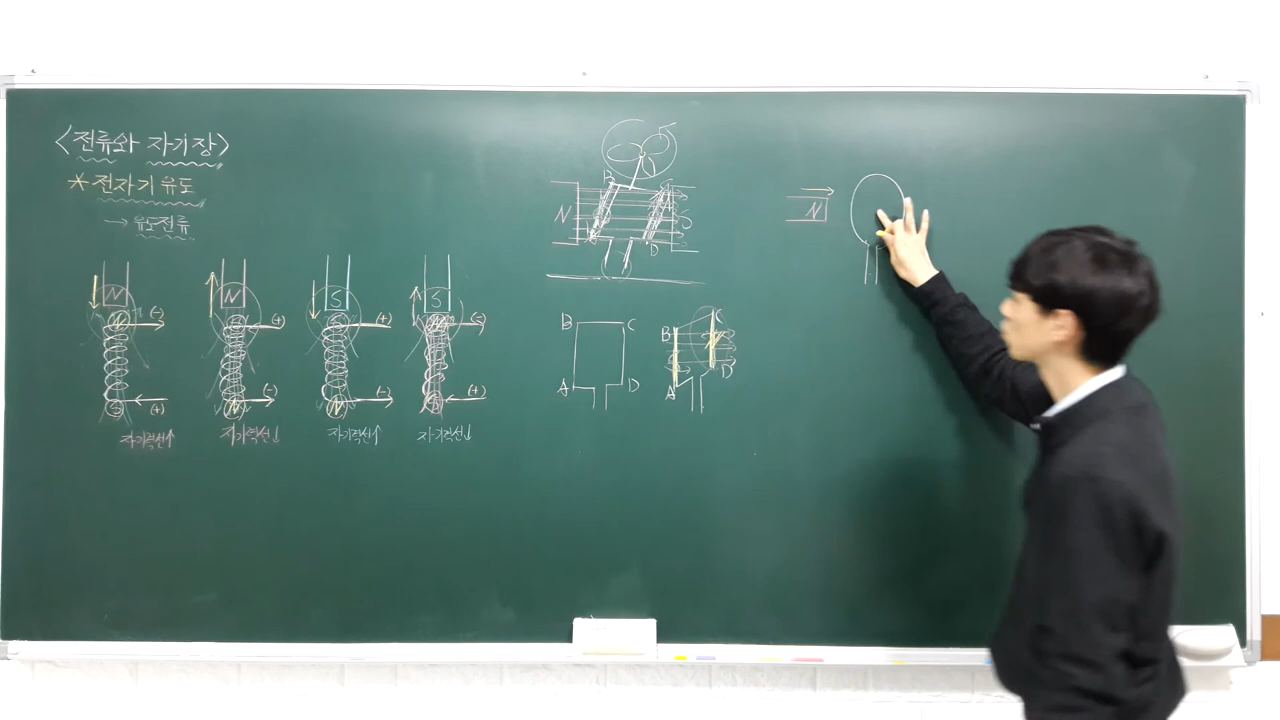 <전류와 자기장>
* 전자기 유도
→ 유도전류
N
N
S
S
N (-)
S (+)
(+)
N (-)
S (+)
N (-)
N (-)
S (+)
자기력선↑
자기력선↓
자기력선↑
자기력선↓
B C
N S
A D
B C
A D
B C
A D
N